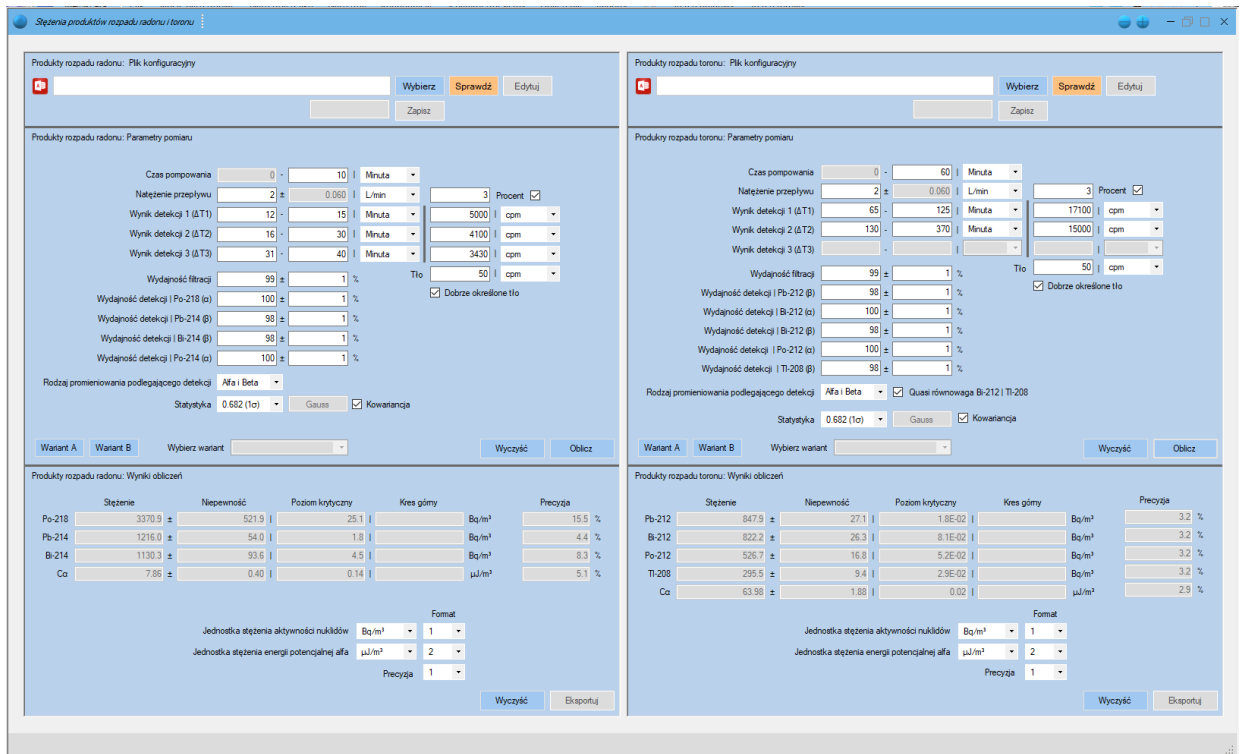 Stężenia produktów rozpadu radonu i toronu
Produkty rozpadu radonu: Plik konfiguracyjny
Wybierz Sprawdź Edytuj
Zapisz
Produkty rozpadu radonu: Parametry pomiaru
Czas pompowania 0 - 10 | Minuta
Natężenie przepływu 2 ± 0.060 | L/min 3 Procent
Wynik detekcji 1 (ΔT1) 12 - 15 | Minuta 5000 | cpm
Wynik detekcji 2 (ΔT2) 16 - 30 | Minuta 4100 | cpm
Wynik detekcji 3 (ΔT3) 31 - 40 | Minuta 3430 | cpm
Tło 50 | cpm
Wydajność filtracji 99 ± 1 %
Dobrze określone tło
Wydajność detekcji | Po-218 (α) 100 ± 1 %
Wydajność detekcji | Pb-214 (β) 98 ± 1 %
Wydajność detekcji | Bi-214 (β) 98 ± 1 %
Wydajność detekcji | Po-214 (α) 100 ± 1 %
Rodzaj promieniowania podlegającego detekcji Alfa i Beta
Statystyka 0.682 (1σ) Gauss Kowariancja
Wariant A Wariant B Wybierz wariant Wyczyść Oblicz
Produkty rozpadu radonu: Wyniki obliczeń
Stężenie Niepewność Poziom krytyczny Kres górny Precyzja
Po-218 3370.9 ± 521.9 | 25.1 | Bq/m³ 15.5 %
Pb-214 1216.0 ± 54.0 | 1.8 | Bq/m³ 4.4 %
Bi-214 1130.3 ± 93.6 | 4.5 | Bq/m³ 8.3 %
Cα 7.86 ± 0.40 | 0.14 | µJ/m³ 5.1 %
Format
Jednostka stężenia aktywności nuklidów Bq/m³ 1
Jednostka stężenia energii potencjalnej alfa µJ/m³ 2
Precyzja 1
Wyczyść Eksportuj
Produkty rozpadu toronu: Plik konfiguracyjny
Wybierz Sprawdź Edytuj
Zapisz
Produkry rozpadu toronu: Parametry pomiaru
Czas pompowania 0 - 60 | Minuta
Natężenie przepływu 2 ± 0.060 | L/min 3 Procent
Wynik detekcji 1 (ΔT1) 65 - 125 | Minuta 17100 | cpm
Wynik detekcji 2 (ΔT2) 130 - 370 | Minuta 15000 | cpm
Wynik detekcji 3 (ΔT3) - | |
Tło 50 | cpm
Wydajność filtracji 99 ± 1 %
Dobrze określone tło
Wydajność detekcji | Pb-212 (β) 98 ± 1 %
Wydajność detekcji | Bi-212 (α) 100 ± 1 %
Wydajność detekcji | Bi-212 (β) 98 ± 1 %
Wydajność detekcji | Po-212 (α) 100 ± 1 %
Wydajność detekcji | Tl-208 (β) 98 ± 1 %
Rodzaj promieniowania podlegającego detekcji Alfa i Beta Quasi równowaga Bi-212 | Tl-208
Statystyka 0.682 (1σ) Gauss Kowariancja
Wariant A Wariant B Wybierz wariant Wyczyść Oblicz
Produkty rozpadu toronu: Wyniki obliczeń
Stężenie Niepewność Poziom krytyczny Kres górny Precyzja
Pb-212 847.9 ± 27.1 | 1.8E-02 | Bq/m³ 3.2 %
Bi-212 822.2 ± 26.3 | 8.1E-02 | Bq/m³ 3.2 %
Po-212 526.7 ± 16.8 | 5.2E-02 | Bq/m³ 3.2 %
Tl-208 295.5 ± 9.4 | 2.9E-02 | Bq/m³ 3.2 %
Cα 63.98 ± 1.88 | 0.02 | µJ/m³ 2.9 %
Format
Jednostka stężenia aktywności nuklidów Bq/m³ 1
Jednostka stężenia energii potencjalnej alfa µJ/m³ 2
Precyzja 1
Wyczyść Eksportuj